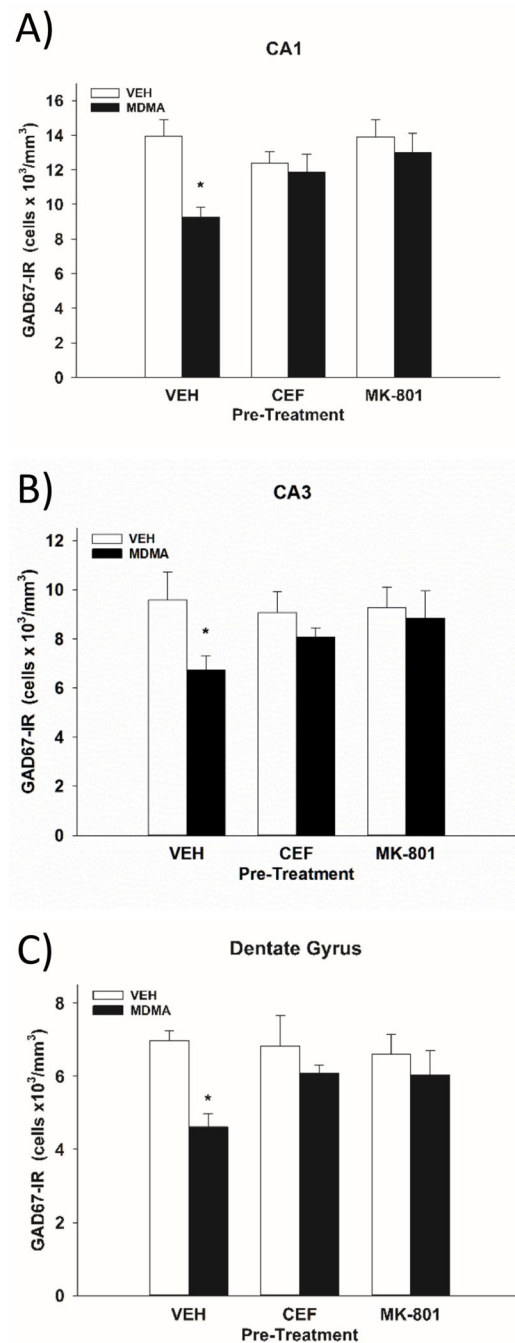 A)
CA1
VEH
MDMA
GAD67-IR (cells x 10³/mm³)
16
14
12
10
8
6
4
2
0
*
VEH CEF MK-801
Pre-Treatment
B)
CA3
VEH
MDMA
GAD67-IR (cells x 10³/mm³)
12
10
8
6
4
2
0
*
VEH CEF MK-801
Pre-Treatment
C)
Dentate Gyrus
VEH
MDMA
GAD67-IR (cells x10³/mm³)
8
6
4
2
0
*
VEH CEF MK-801
Pre-Treatment